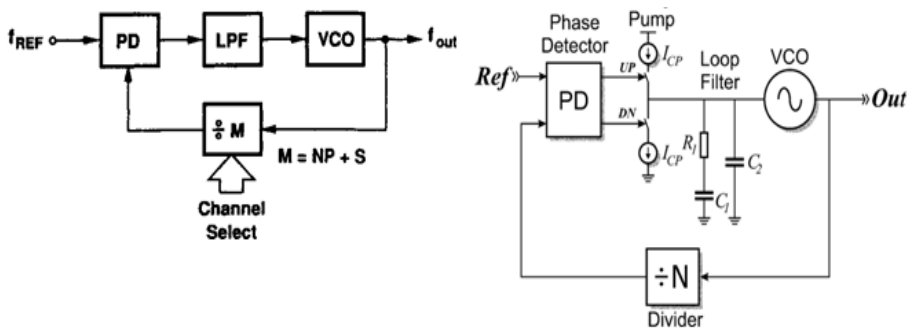 fREF
PD
LPF
VCO
fout
÷ M
M = NP + S
Channel
Select
Pump
Phase
Detector
ICP
Loop
Filter
VCO
UP
Ref
PD
Out
DN
R1
C2
ICP
C1
÷N
Divider